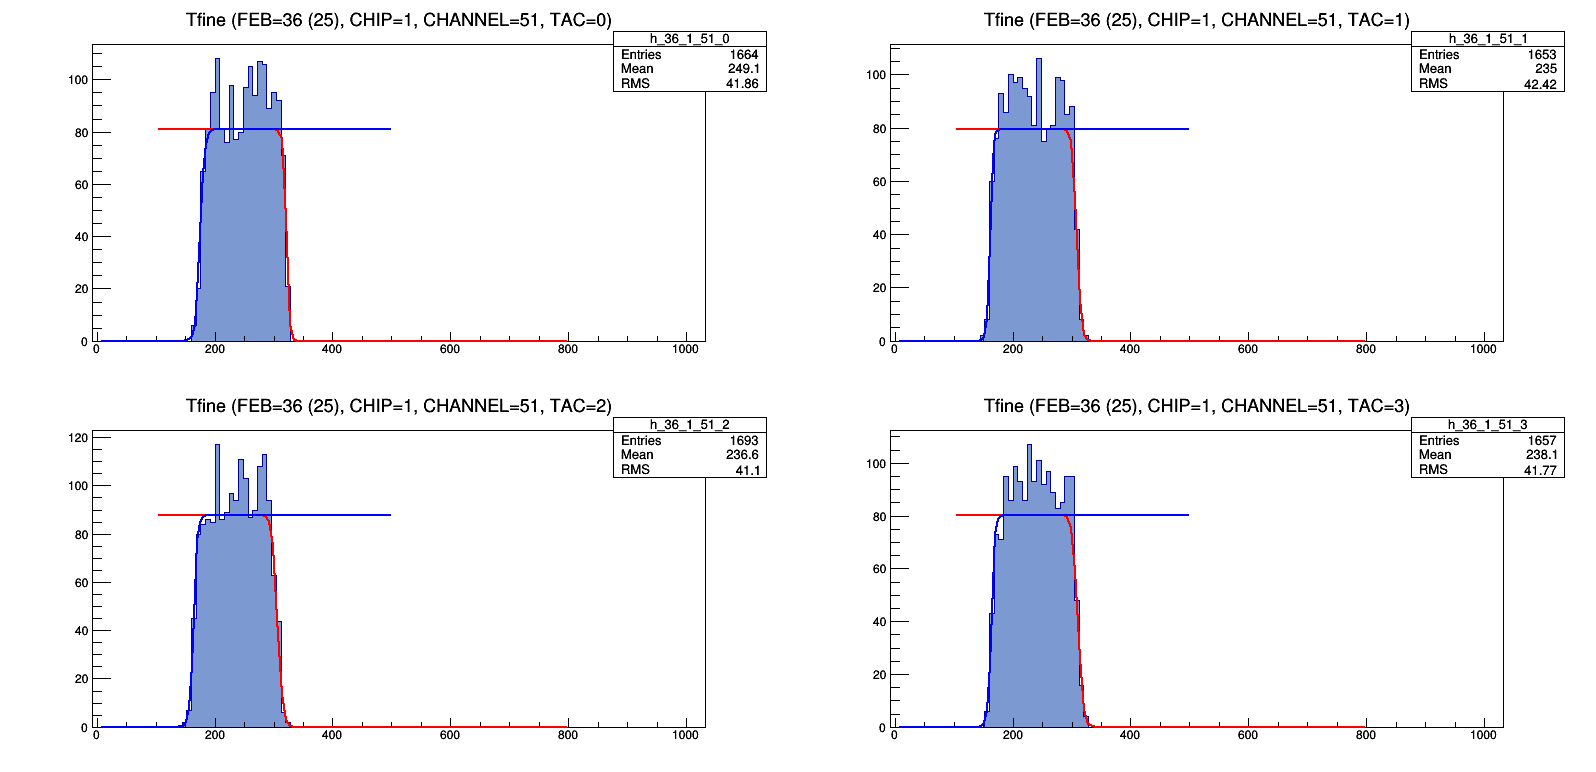 Tfine (FEB=36 (25), CHIP=1, CHANNEL=51, TAC=0)
h_36_1_51_0
Entries 1664
Mean 249.1
RMS 41.86
100
80
60
40
20
0
0 200 400 600 800 1000
Tfine (FEB=36 (25), CHIP=1, CHANNEL=51, TAC=1)
h_36_1_51_1
Entries 1653
Mean 235
RMS 42.42
100
80
60
40
20
0
0 200 400 600 800 1000
Tfine (FEB=36 (25), CHIP=1, CHANNEL=51, TAC=2)
h_36_1_51_2
Entries 1693
Mean 236.6
RMS 41.1
120
100
80
60
40
20
0
0 200 400 600 800 1000
Tfine (FEB=36 (25), CHIP=1, CHANNEL=51, TAC=3)
h_36_1_51_3
Entries 1657
Mean 238.1
RMS 41.77
100
80
60
40
20
0
0 200 400 600 800 1000